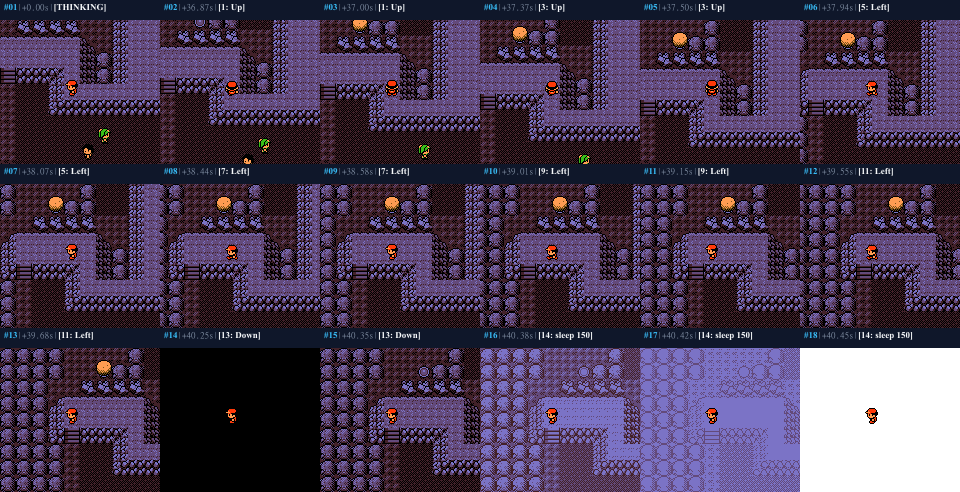 #01|+0.00s|[THINKING]
#02|+36.87s|[1: Up]
#03|+37.00s|[1: Up]
#04|+37.37s|[3: Up]
#05|+37.50s|[3: Up]
#06|+37.94s|[5: Left]
#07|+38.07s|[5: Left]
#08|+38.44s|[7: Left]
#09|+38.58s|[7: Left]
#10|+39.01s|[9: Left]
#11|+39.15s|[9: Left]
#12|+39.55s|[11: Left]
#13|+39.68s|[11: Left]
#14|+40.25s|[13: Down]
#15|+40.35s|[13: Down]
#16|+40.38s|[14: sleep 150]
#17|+40.42s|[14: sleep 150]
#18|+40.45s|[14: sleep 150]